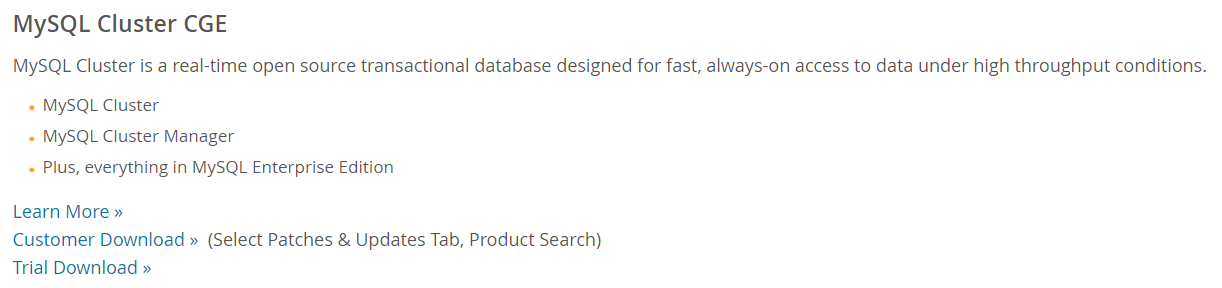 MySQL Cluster CGE
MySQL Cluster is a real-time open source transactional database designed for fast, always-on access to data under high throughput conditions.
MySQL Cluster
MySQL Cluster Manager
Plus, everything in MySQL Enterprise Edition
Learn More »
Customer Download » (Select Patches & Updates Tab, Product Search)
Trial Download »